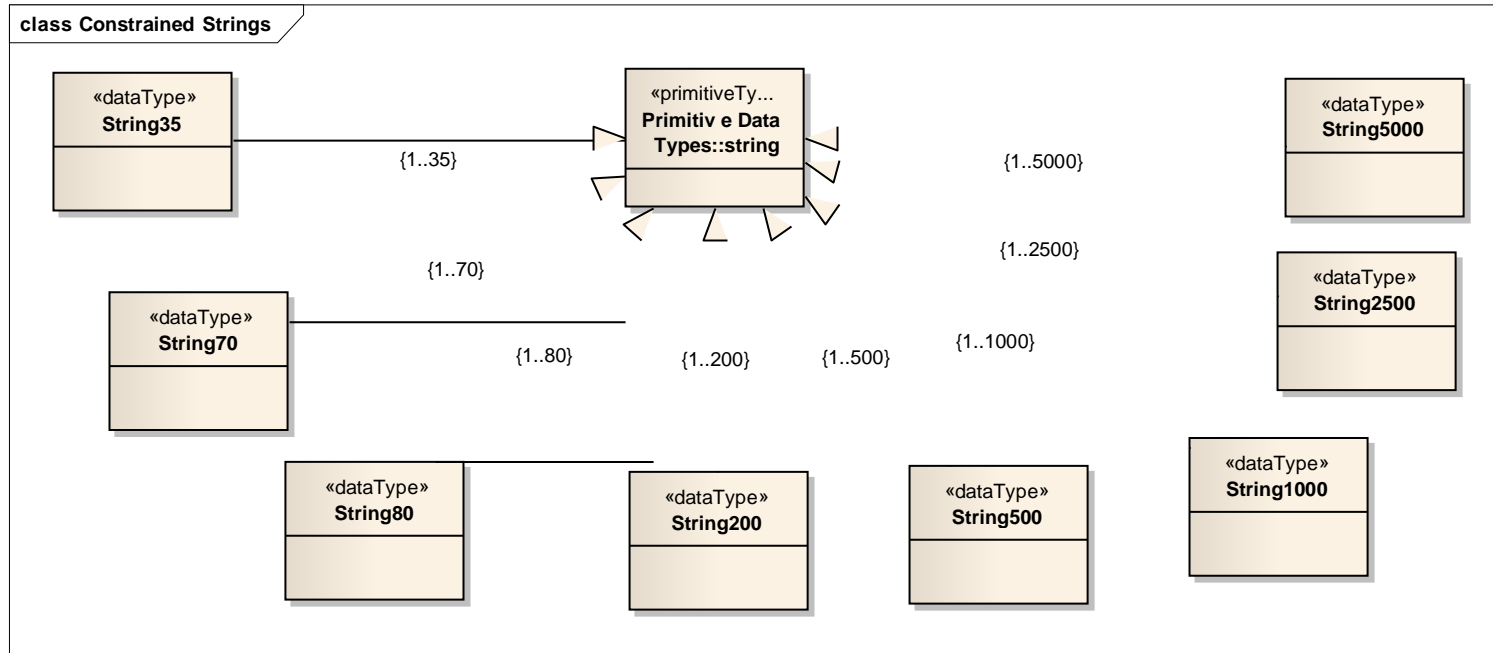 class Constrained Strings
«dataType»
String35
{1..35}
«primitiveTy...
Primitiv e Data
Types::string
{1..5000}
«dataType»
String5000
{1..70}
{1..2500}
«dataType»
String2500
«dataType»
String70
{1..80}
{1..200}
{1..500}
{1..1000}
«dataType»
String80
«dataType»
String200
«dataType»
String500
«dataType»
String1000